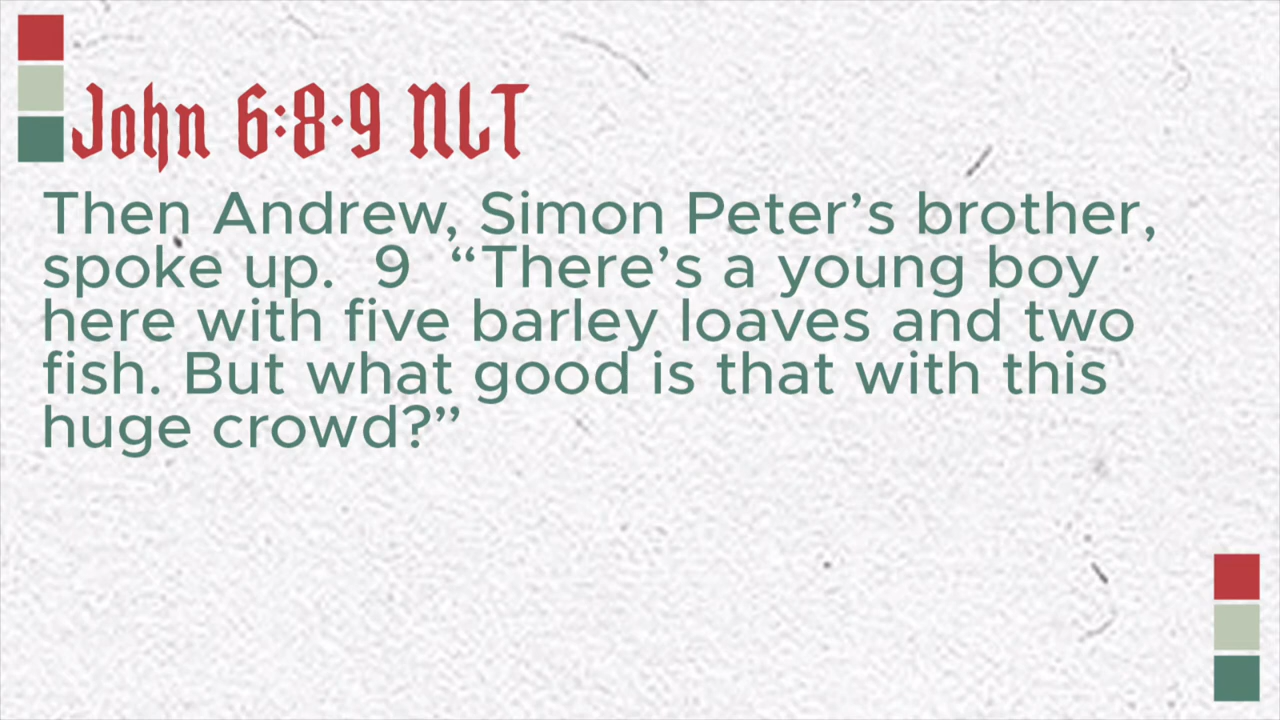 John 6:8-9 NLT
Then Andrew, Simon Peter’s brother,
spoke up.  9  “There’s a young boy
here with five barley loaves and two
fish. But what good is that with this
huge crowd?”